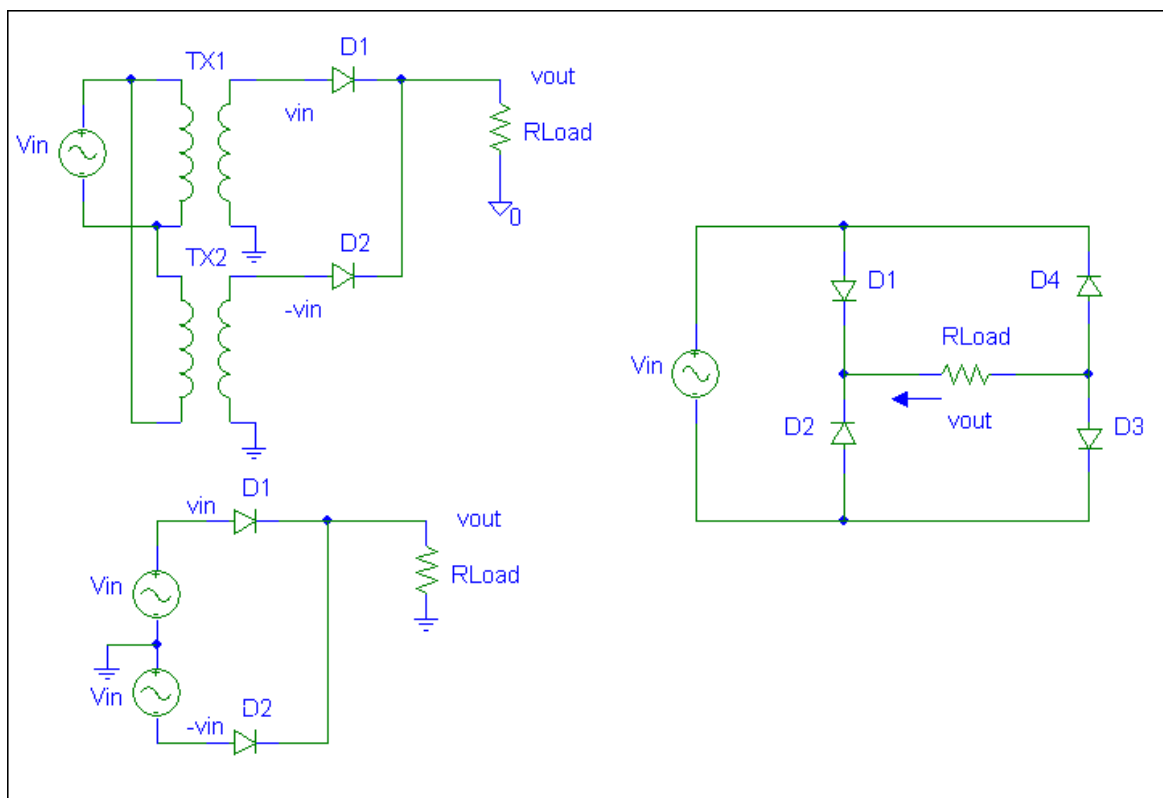 TX1
D1
vout
vin
RLoad
Vin
+
-
0
TX2
D2
-vin
D1
D4
RLoad
Vin
+
-
vout
D2
D3
D1
vin
vout
RLoad
Vin
+
-
Vin
+
-
D2
-vin